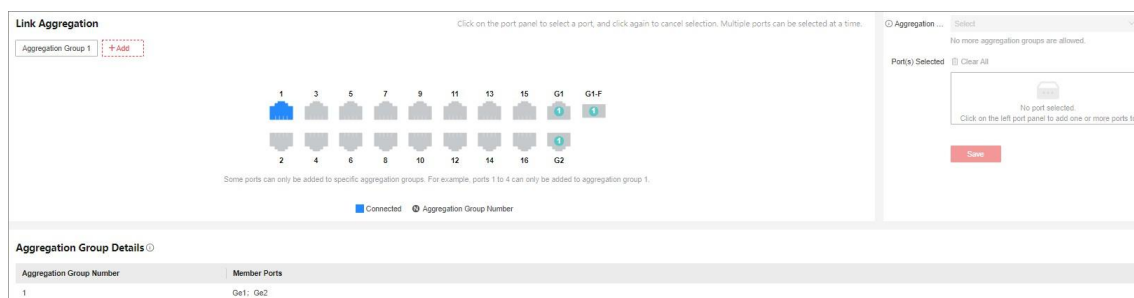 Link Aggregation
Click on the port panel to select a port, and click again to cancel selection. Multiple ports can be selected at a time.
Aggregation Group 1
+Add
1 3 5 7 9 11 13 15 G1 G1-F
1 1
1
2 4 6 8 10 12 14 16 G2
Some ports can only be added to specific aggregation groups. For example, ports 1 to 4 can only be added to aggregation group 1.
Connected N Aggregation Group Number
Aggregation ... Select
No more aggregation groups are allowed.
Port(s) Selected Clear All
No port selected.
Click on the left port panel to add one or more ports to
Save
Aggregation Group Details
Aggregation Group Number Member Ports
1 Ge1; Ge2